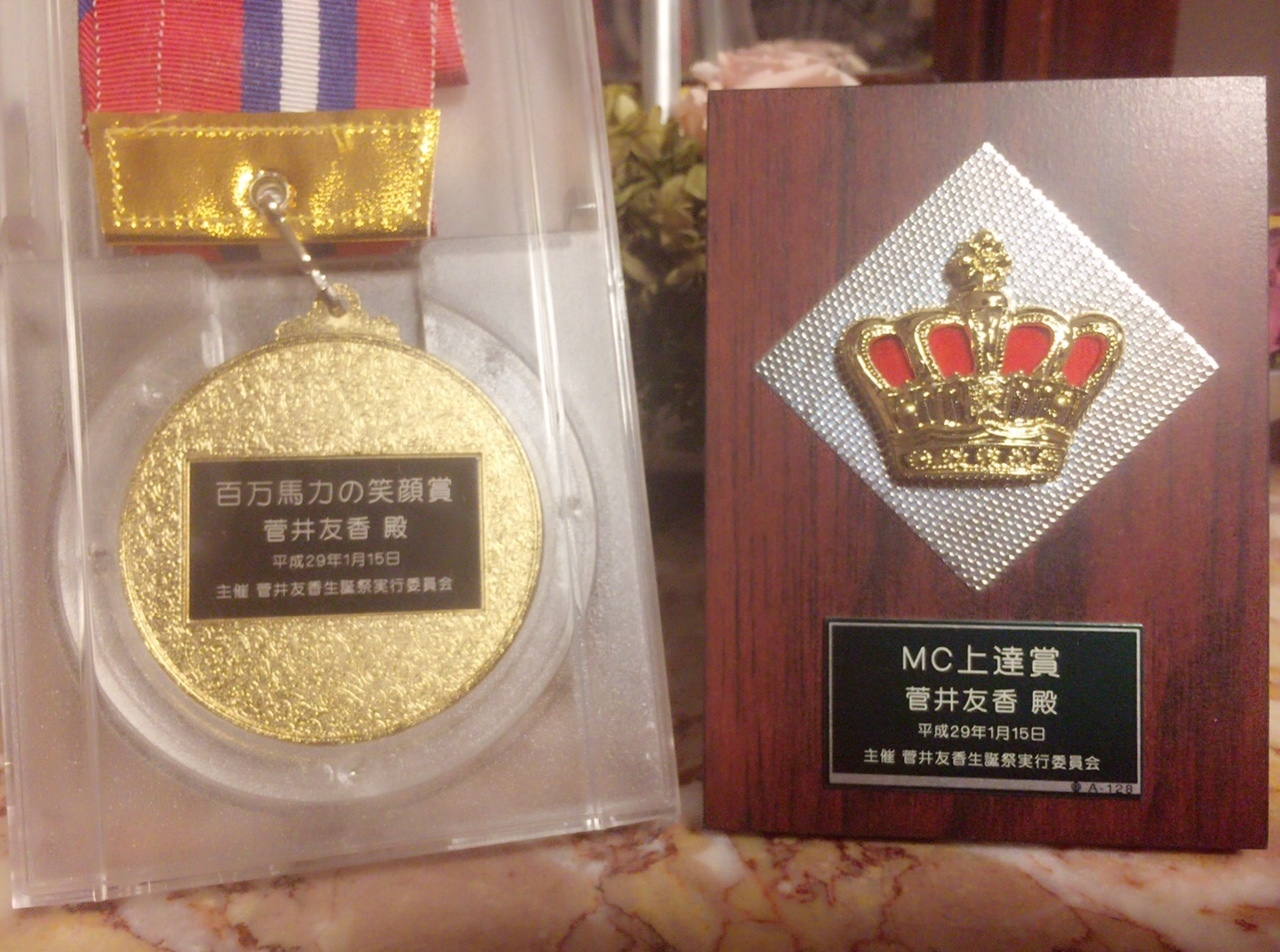 百万馬力の笑顔賞
菅井友香 殿
平成29年1月15日
主催 菅井友香生誕祭実行委員会
MC上達賞
菅井友香 殿
平成29年1月15日
主催 菅井友香生誕祭実行委員会
A-128